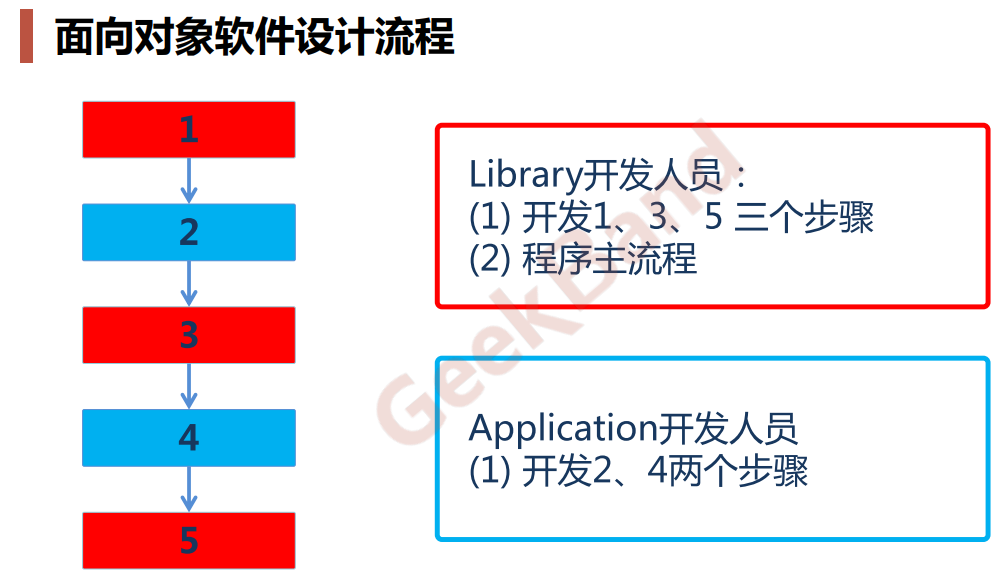 面向对象软件设计流程
1
2
3
4
5
Library开发人员：
(1) 开发1、3、5 三个步骤
(2) 程序主流程
Application开发人员
(1) 开发2、4两个步骤
GeekBand